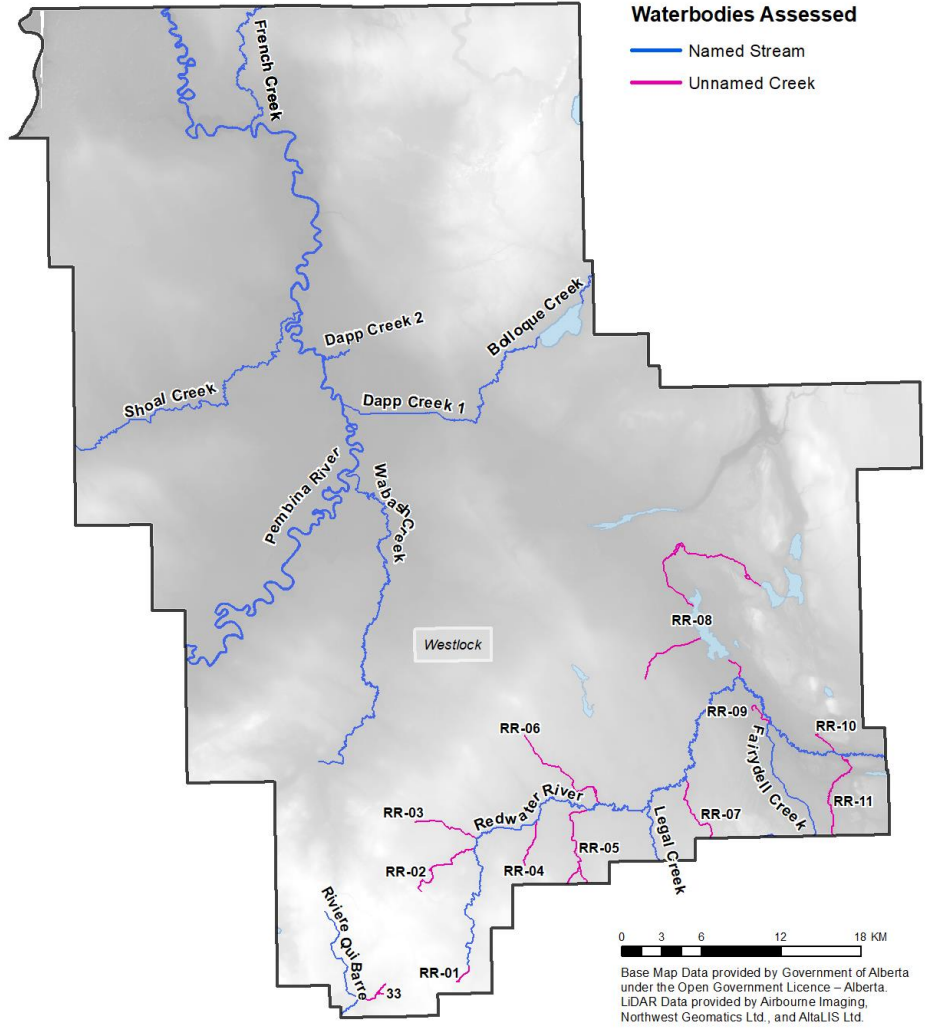 Waterbodies Assessed
Named Stream
Unnamed Creek
French Creek
Dapp Creek 2
Bolloque Creek
Shoal Creek
Dapp Creek 1
Pembina River
Wabash Creek
RR-08
Westlock
RR-09
RR-06
RR-10
Fairydell Creek
Redwater River
RR-03
RR-11
RR-07
Legal Creek
RR-05
RR-02
RR-04
Riviere Qui Barre
RR-01
33
0 3 6 12 18 KM
Base Map Data provided by Government of Alberta
under the Open Government Licence – Alberta.
LiDAR Data provided by Airbourne Imaging,
Northwest Geomatics Ltd., and AltaLIS Ltd.